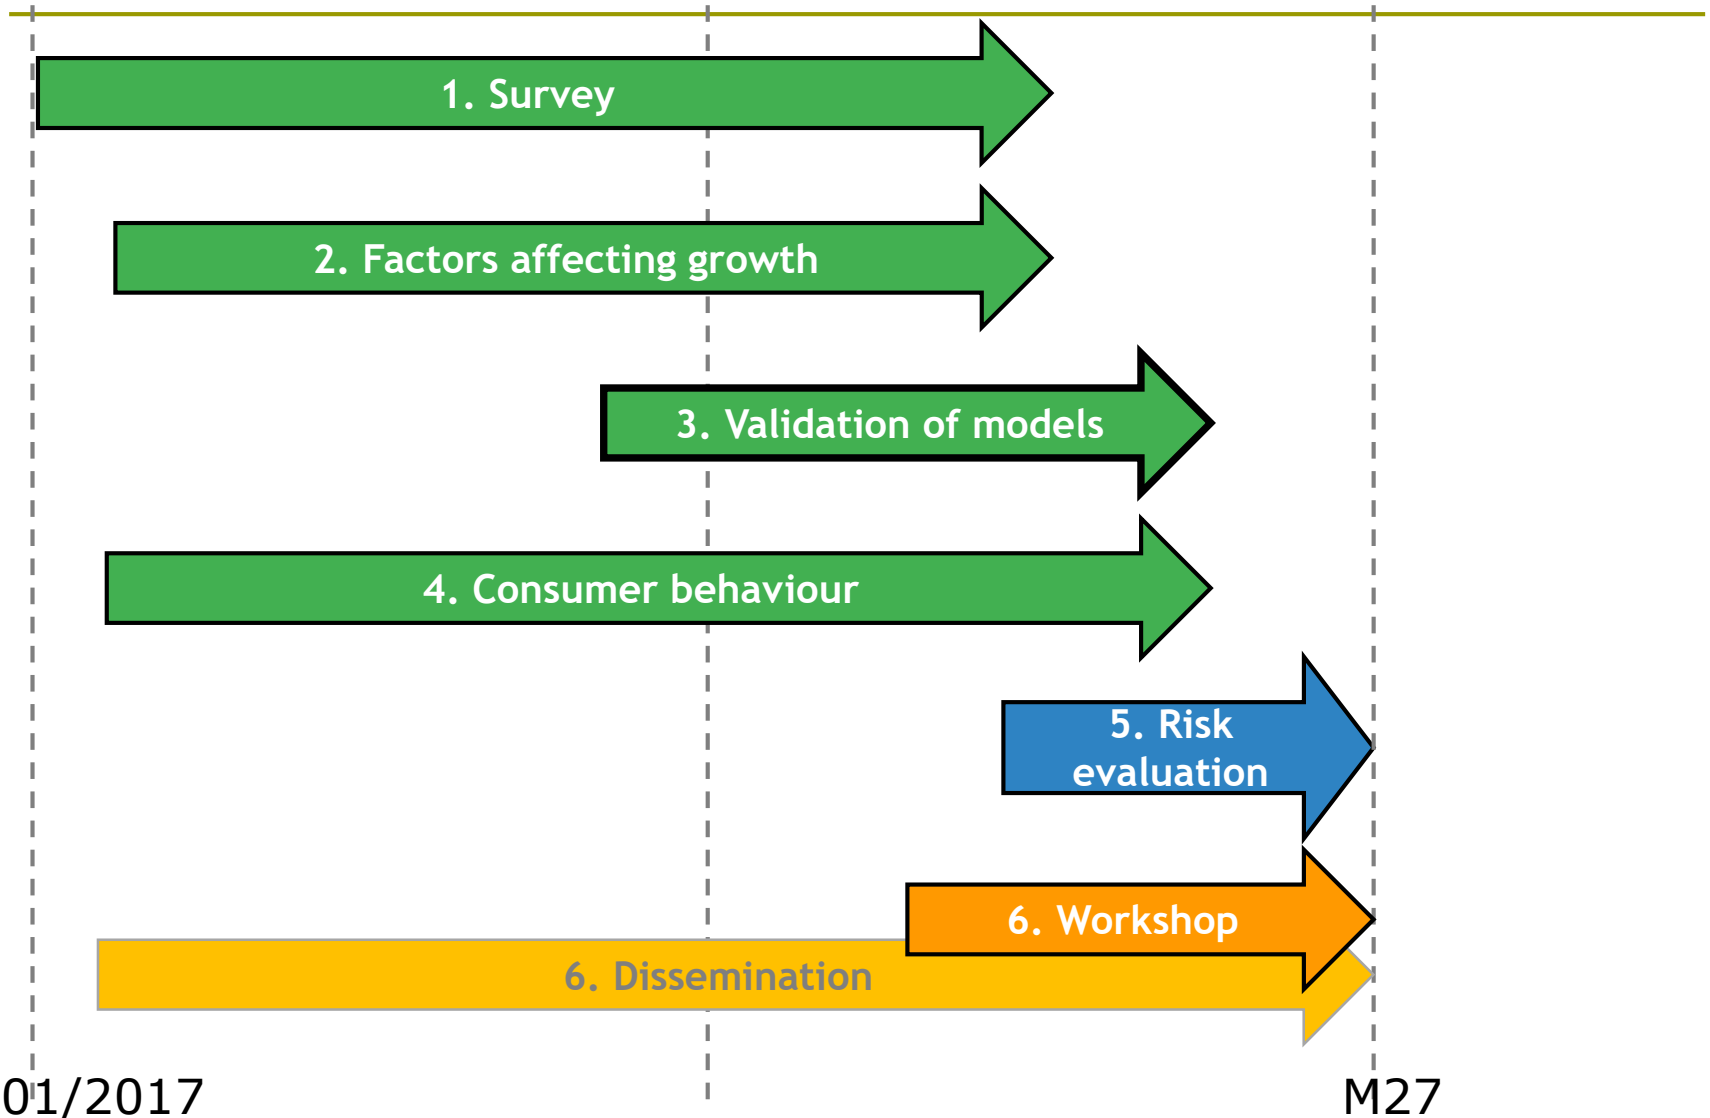 1. Survey
2. Factors affecting growth
3. Validation of models
4. Consumer behaviour
5. Risk
evaluation
6. Workshop
6. Dissemination
01/2017
M27